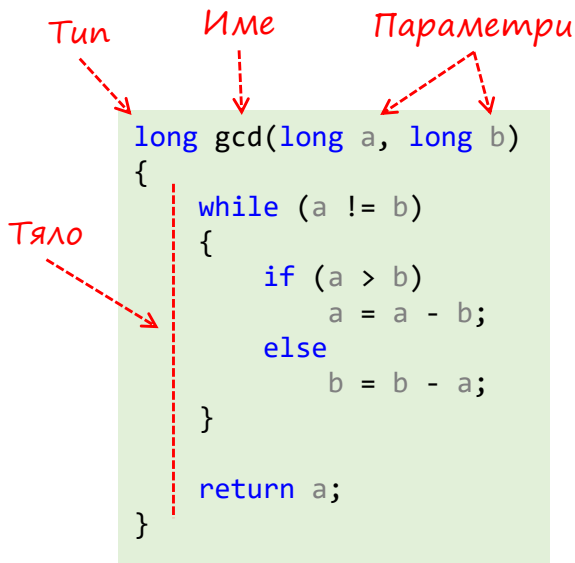 Тип Име Параметри
long gcd(long a, long b)
{
    while (a != b)
Тяло
    {
        if (a > b)
            a = a - b;
        else
            b = b - a;
    }
    return a;
}